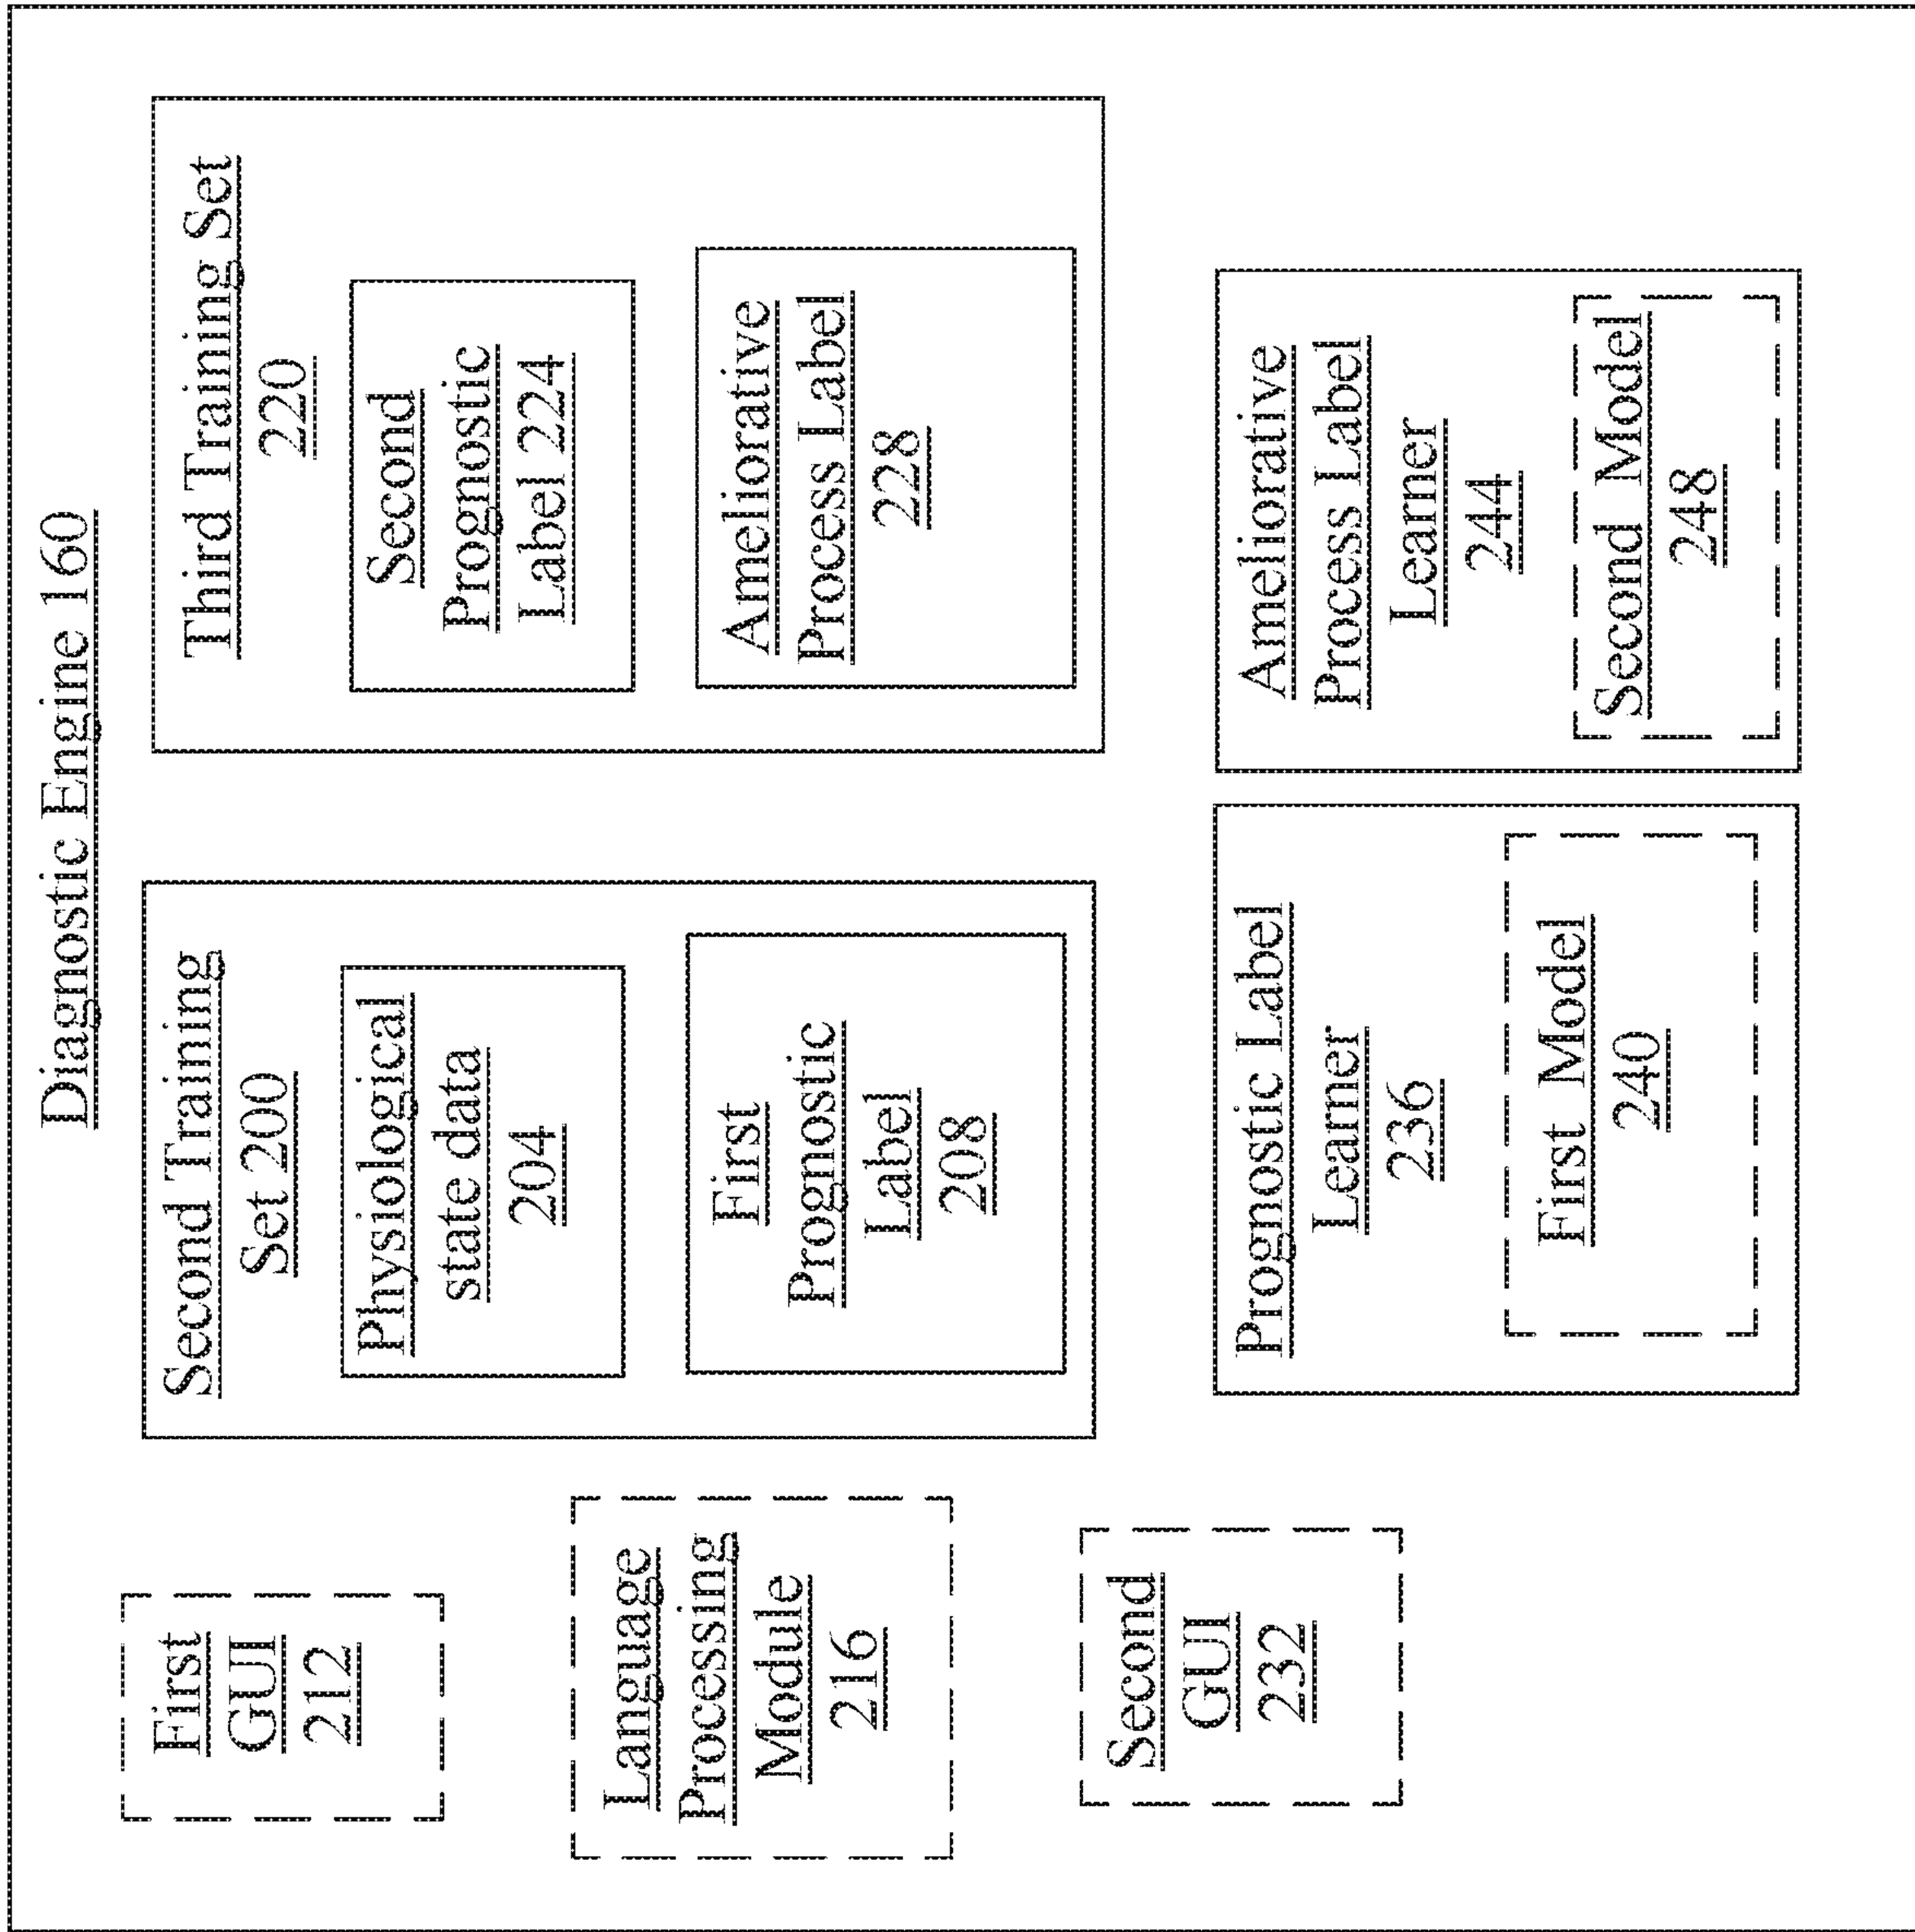 Diagnostic Engine 160
First
GUI
212
Language
Processing
Module
216
Second
GUI
232
Second Training
Set 200
Physiological
state data
204
First
Prognostic
Label
208
Third Training Set
220
Second
Prognostic
Label 224
Ameliorative
Process Label
228
Prognostic Label
Learner
236
First Model
240
Ameliorative
Process Label
Learner
244
Second Model
248